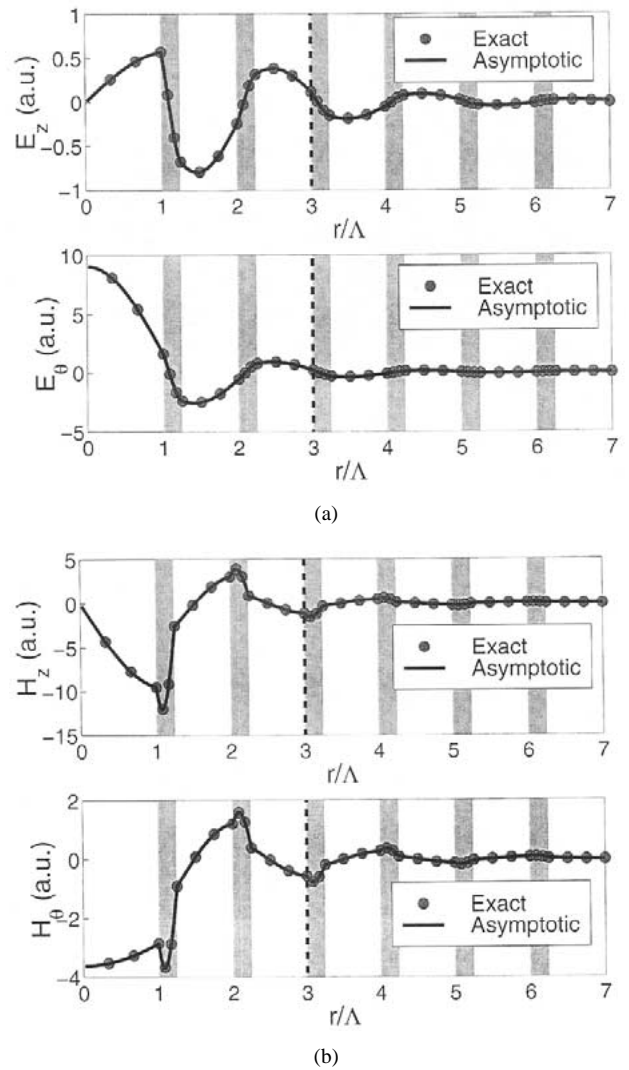 E_z (a.u.)
1
0.5
0
-0.5
-1
Exact
Asymptotic
0 1 2 3 4 5 6 7
r/Λ
E_θ (a.u.)
10
5
0
-5
Exact
Asymptotic
0 1 2 3 4 5 6 7
r/Λ
(a)
H_z (a.u.)
5
0
-5
-10
-15
Exact
Asymptotic
0 1 2 3 4 5 6 7
r/Λ
H_θ (a.u.)
2
0
-2
-4
Exact
Asymptotic
0 1 2 3 4 5 6 7
r/Λ
(b)